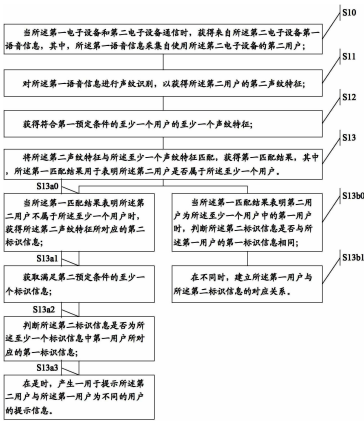 S10
当所述第一电子设备和第二电子设备通信时，获得来自所述第二电子设备第一
语音信息，其中，所述第一语音信息采集自使用所述第二电子设备的第二用户；
S11
对所述第一语音信息进行声纹识别，以获得所述第二用户的第二声纹特征；
S12
获得符合第一预定条件的至少一个用户的至少一个声纹特征；
S13
将所述第二声纹特征与所述至少一个声纹特征匹配，获得第一匹配结果，其中
，所述第一匹配结果用于表明所述第二用户是否属于所述至少一个用户。
S13a0
当所述第一匹配结果表明所述第
二用户不属于所述至少一个用户时，
获得所述第二声纹特征所对应的第二
标识信息；
S13a1
获取满足第二预定条件的至少一
个标识信息；
S13a2
判断所述第二标识信息是否为所
述至少一个标识信息中第一用户所对
应的第一标识信息；
S13a3
在是时，产生一用于提示所述第
二用户与所述第一用户为不同的用户
的提示信息。
S13b0
当所述第一匹配结果表明第二用
户为所述至少一个用户中的第一用户
时，判断所述第二标识信息是否与所
述第一用户的第一标识信息相同；
S13b1
在不同时，建立所述第一用户与
所述第二标识信息的对应关系。